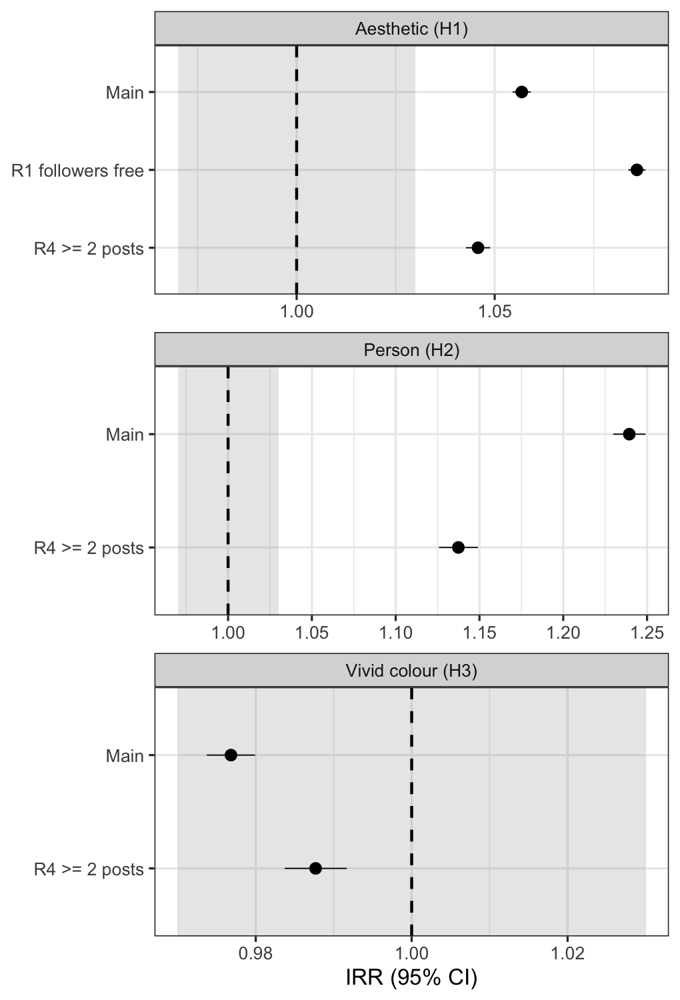 Aesthetic (H1)
Main
R1 followers free
R4 >= 2 posts
1.00 1.05
Person (H2)
Main
R4 >= 2 posts
1.00 1.05 1.10 1.15 1.20 1.25
Vivid colour (H3)
Main
R4 >= 2 posts
0.98 1.00 1.02
IRR (95% CI)